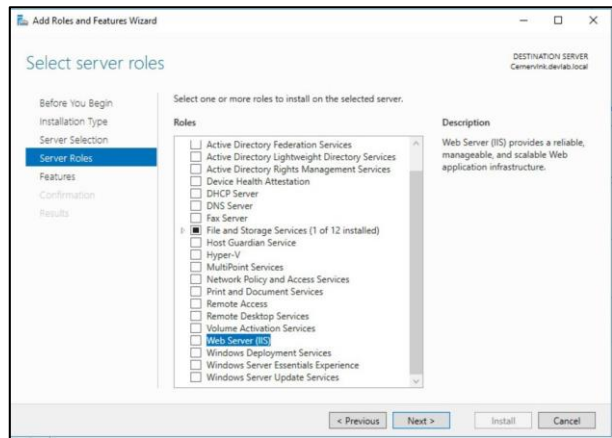 Add Roles and Features Wizard
Select server roles
DESTINATION SERVER
Cernervink.devlab.local
Before You Begin
Installation Type
Server Selection
Server Roles
Features
Confirmation
Results
Select one or more roles to install on the selected server.
Roles
Active Directory Federation Services
Active Directory Lightweight Directory Services
Active Directory Rights Management Services
Device Health Attestation
DHCP Server
DNS Server
Fax Server
File and Storage Services (1 of 12 installed)
Host Guardian Service
Hyper-V
MultiPoint Services
Network Policy and Access Services
Print and Document Services
Remote Access
Remote Desktop Services
Volume Activation Services
Web Server (IIS)
Windows Deployment Services
Windows Server Essentials Experience
Windows Server Update Services
Description
Web Server (IIS) provides a reliable,
manageable, and scalable Web
application infrastructure.
< Previous
Next >
Install
Cancel